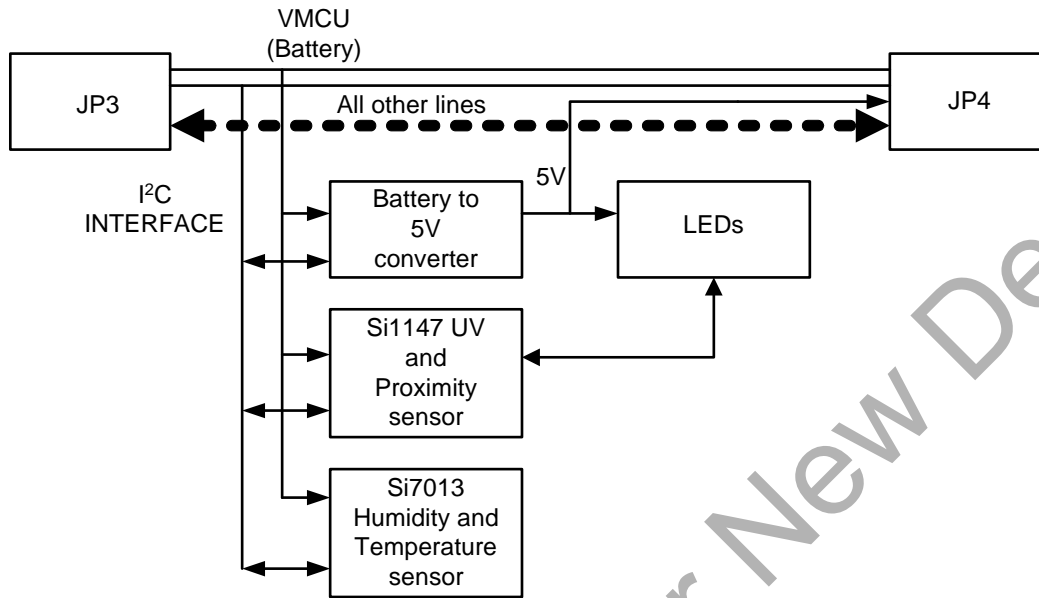 VMCU
(Battery)
JP3
JP4
All other lines
I²C
INTERFACE
5V
Battery to
5V
converter
LEDs
Si1147 UV
and
Proximity
sensor
Si7013
Humidity and
Temperature
sensor
New